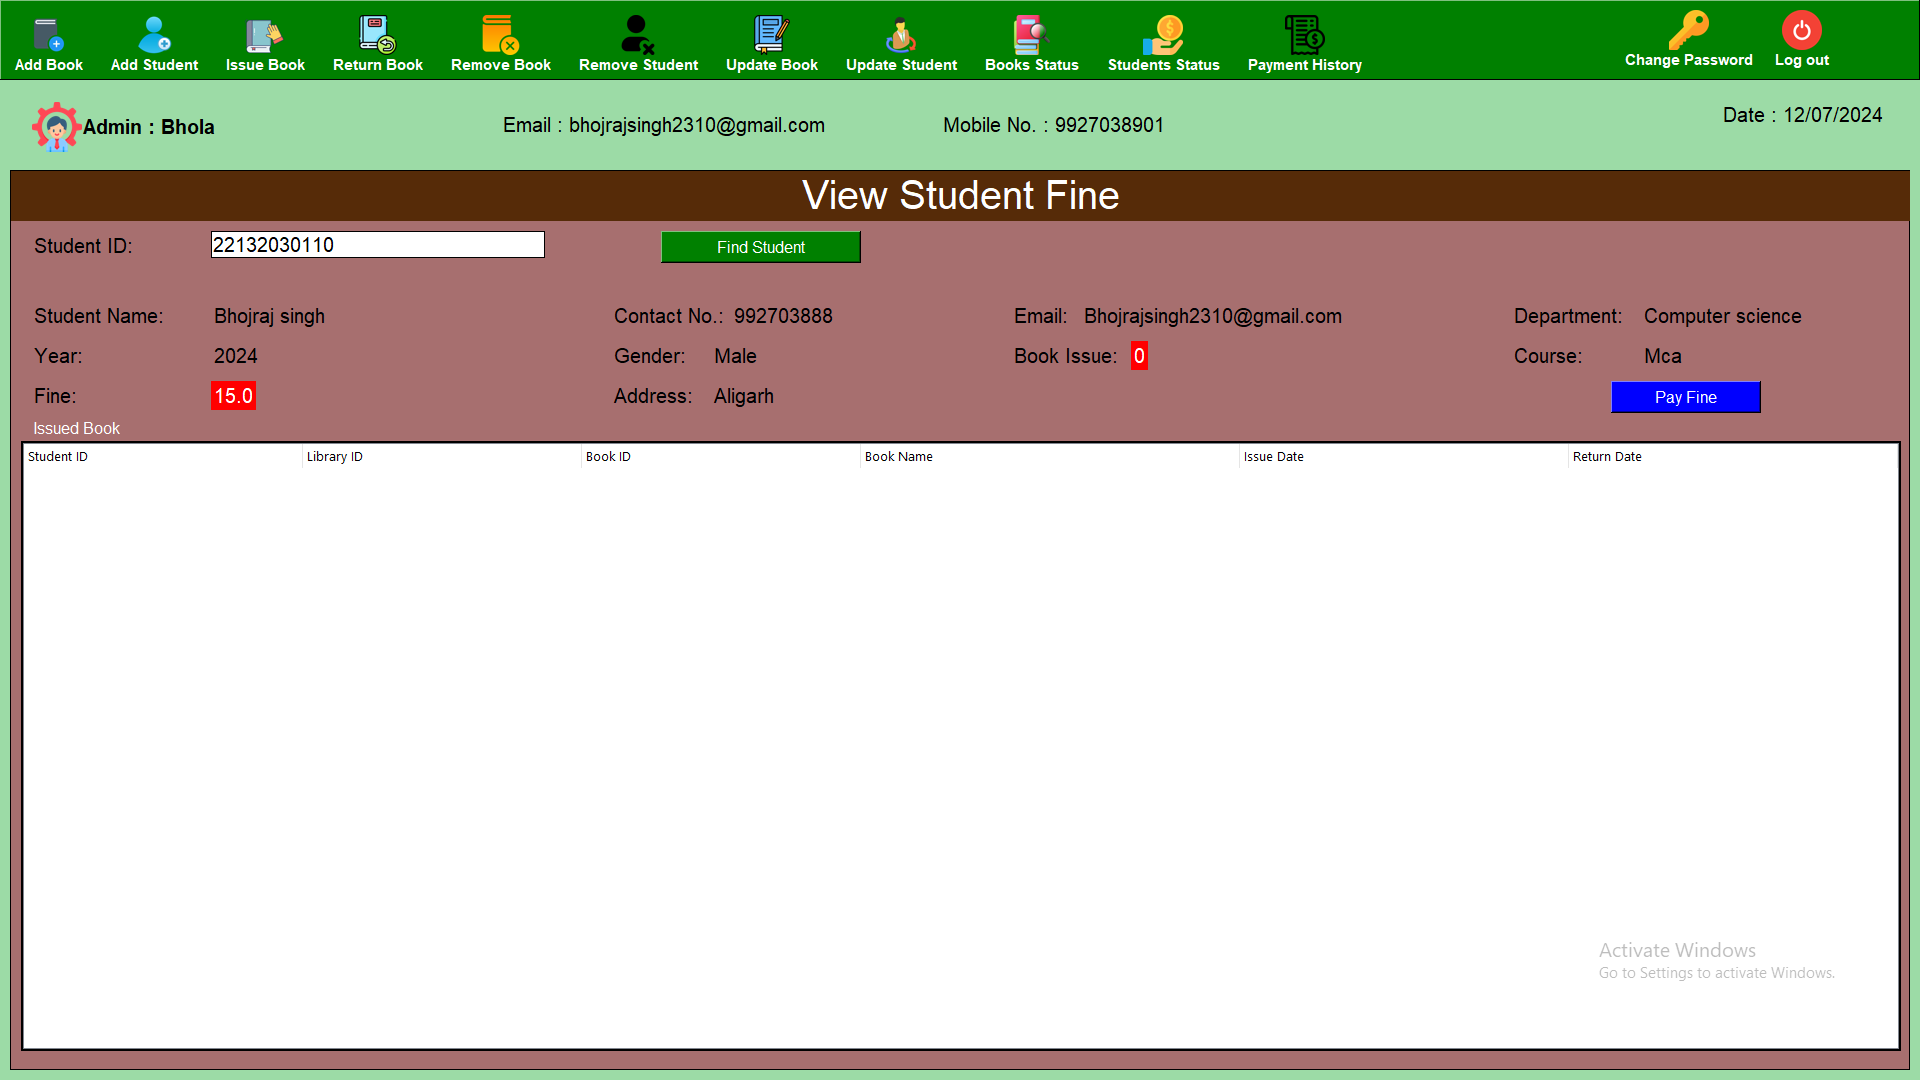 Add Book Add Student Issue Book Return Book Remove Book Remove Student Update Book Update Student Books Status Students Status Payment History Change Password Log out
Admin : Bhola Email : bhojrajsingh2310@gmail.com Mobile No. : 9927038901 Date : 12/07/2024
View Student Fine
Student ID: 22132030110 Find Student
Student Name: Bhojraj singh Contact No.: 992703888 Email: Bhojrajsingh2310@gmail.com Department: Computer science
Year: 2024 Gender: Male Book Issue: 0 Course: Mca
Fine: 15.0 Address: Aligarh Pay Fine
Issued Book
Student ID Library ID Book ID Book Name Issue Date Return Date
Activate Windows
Go to Settings to activate Windows.